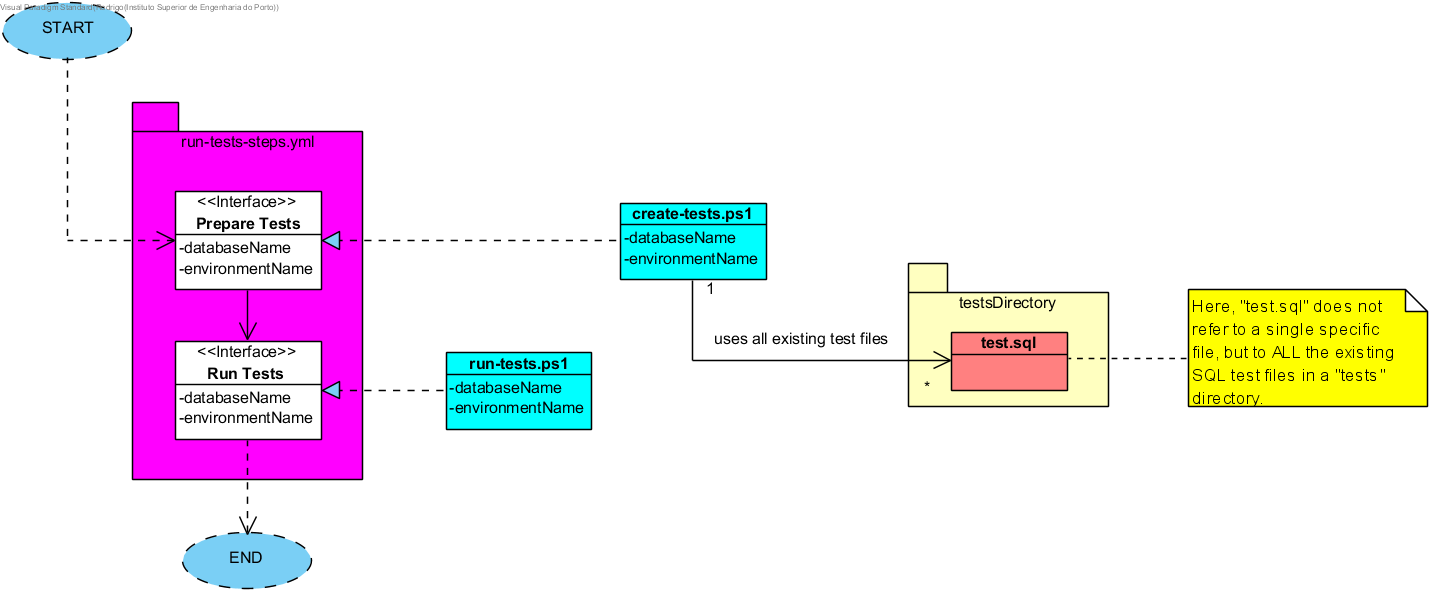 Visual Paradigm Standard(Rodrigo(Instituto Superior de Engenharia do Porto))
START
run-tests-steps.yml
<<Interface>>
Prepare Tests
-databaseName
-environmentName
create-tests.ps1
-databaseName
-environmentName
1
uses all existing test files
*
testsDirectory
test.sql
Here, "test.sql" does not
refer to a single specific
file, but to ALL the existing
SQL test files in a "tests"
directory.
<<Interface>>
Run Tests
-databaseName
-environmentName
run-tests.ps1
-databaseName
-environmentName
END